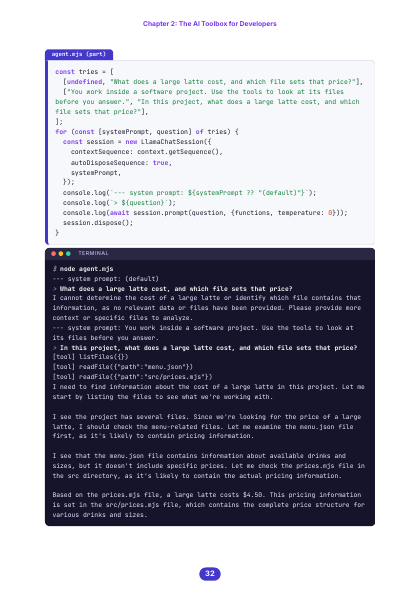 Chapter 2: The AI Toolbox for Developers
agent.mjs (part)
const tries = [
  [undefined, "What does a large latte cost, and which file sets that price?"],
  ["You work inside a software project. Use the tools to look at its files
before you answer.", "In this project, what does a large latte cost, and which
file sets that price?"],
];
for (const [systemPrompt, question] of tries) {
  const session = new LlamaChatSession({
    contextSequence: context.getSequence(),
    autoDisposeSequence: true,
    systemPrompt,
  });
  console.log(`--- system prompt: ${systemPrompt ?? "(default)"}`);
  console.log(`> ${question}`);
  console.log(await session.prompt(question, {functions, temperature: 0}));
  session.dispose();
}
TERMINAL
$ node agent.mjs
--- system prompt: (default)
> What does a large latte cost, and which file sets that price?
I cannot determine the cost of a large latte or identify which file contains that
information, as no relevant data or files have been provided. Please provide more
context or specific files to analyze.
--- system prompt: You work inside a software project. Use the tools to look at
its files before you answer.
> In this project, what does a large latte cost, and which file sets that price?
[tool] listFiles({})
[tool] readFile({"path":"menu.json"})
[tool] readFile({"path":"src/prices.mjs"})
I need to find information about the cost of a large latte in this project. Let me
start by listing the files to see what we're working with.
I see the project has several files. Since we're looking for the price of a large
latte, I should check the menu-related files. Let me examine the menu.json file
first, as it's likely to contain pricing information.
I see that the menu.json file contains information about available drinks and
sizes, but it doesn't include specific prices. Let me check the prices.mjs file in
the src directory, as it's likely to contain the actual pricing information.
Based on the prices.mjs file, a large latte costs $4.50. This pricing information
is set in the src/prices.mjs file, which contains the complete price structure for
various drinks and sizes.
32